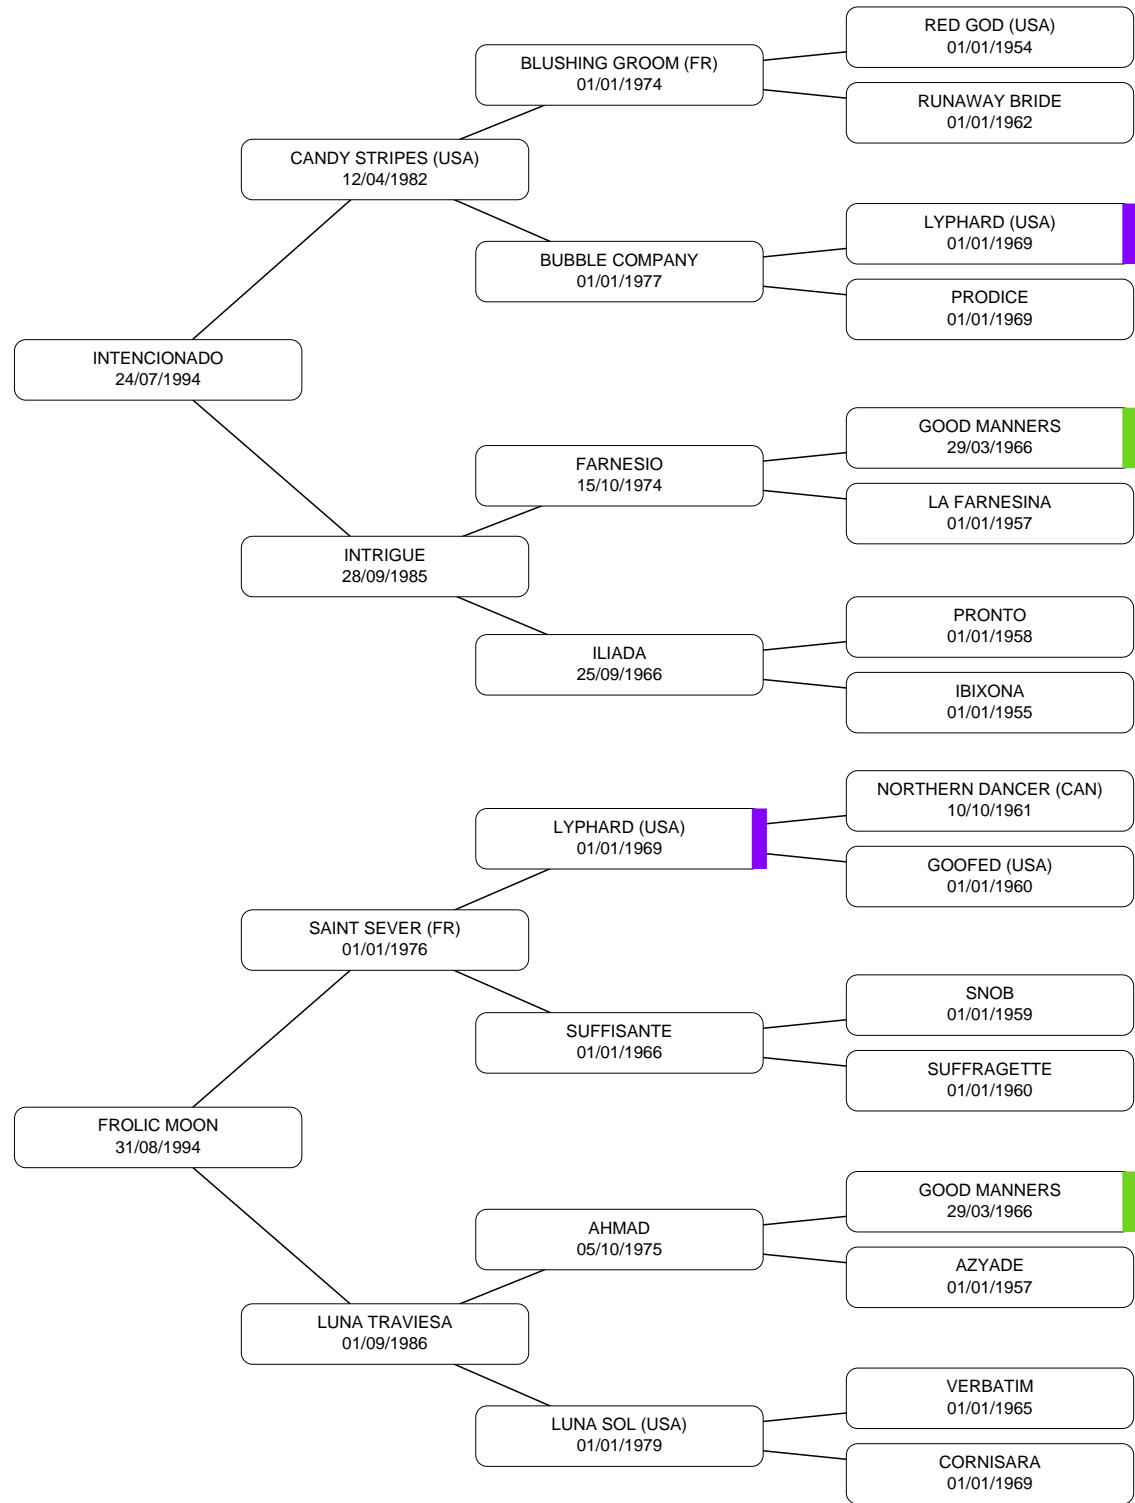 RED GOD (USA)
01/01/1954
BLUSHING GROOM (FR)
01/01/1974
RUNAWAY BRIDE
01/01/1962
CANDY STRIPES (USA)
12/04/1982
LYPHARD (USA)
01/01/1969
BUBBLE COMPANY
01/01/1977
PRODICE
01/01/1969
INTENCIONADO
24/07/1994
GOOD MANNERS
29/03/1966
FARNESIO
15/10/1974
LA FARNESINA
01/01/1957
INTRIGUE
28/09/1985
PRONTO
01/01/1958
ILIADA
25/09/1966
IBIXONA
01/01/1955
NORTHERN DANCER (CAN)
10/10/1961
LYPHARD (USA)
01/01/1969
GOOFED (USA)
01/01/1960
SAINT SEVER (FR)
01/01/1976
SNOB
01/01/1959
SUFFISANTE
01/01/1966
SUFFRAGETTE
01/01/1960
FROLIC MOON
31/08/1994
GOOD MANNERS
29/03/1966
AHMAD
05/10/1975
AZYADE
01/01/1957
LUNA TRAVIESA
01/09/1986
VERBATIM
01/01/1965
LUNA SOL (USA)
01/01/1979
CORNISARA
01/01/1969